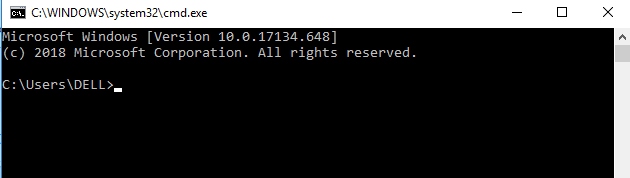 C:\WINDOWS\system32\cmd.exe
Microsoft Windows [Version 10.0.17134.648]
(c) 2018 Microsoft Corporation. All rights reserved.
C:\Users\DELL>